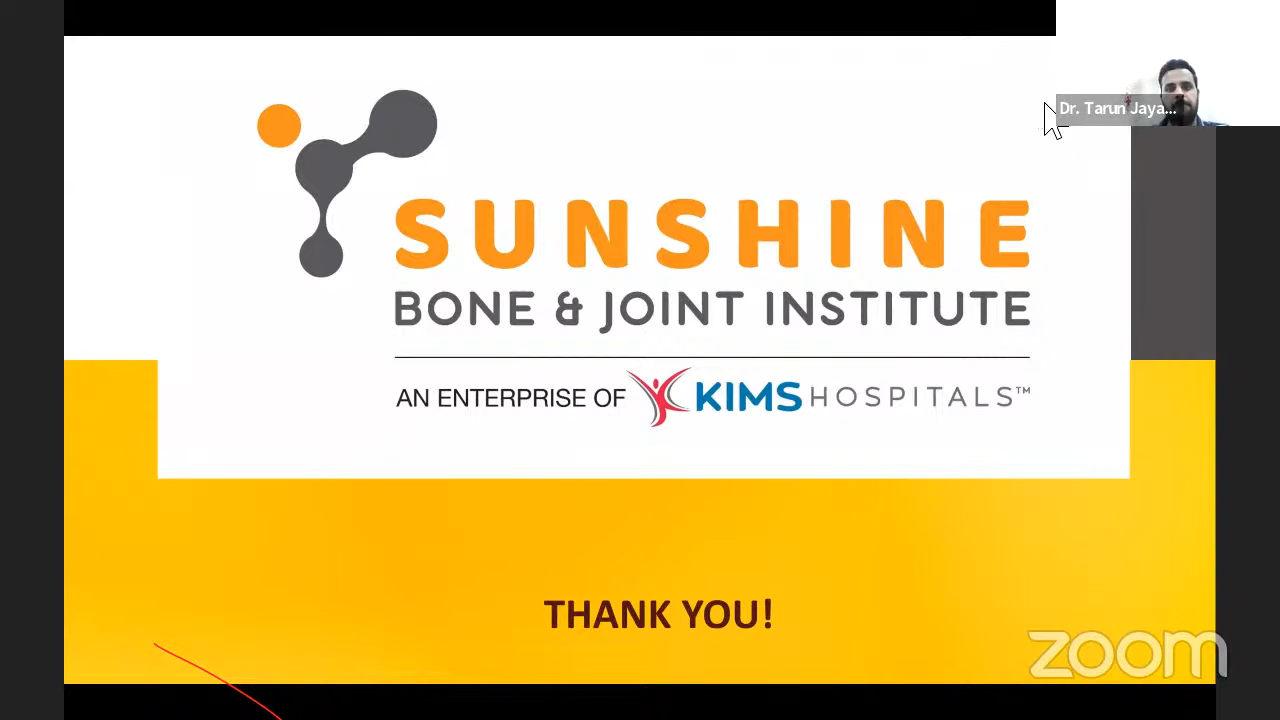 Dr. Tarun Jaya...
SUNSHINE
BONE & JOINT INSTITUTE
AN ENTERPRISE OF KIMS HOSPITALS™
THANK YOU!
zoom